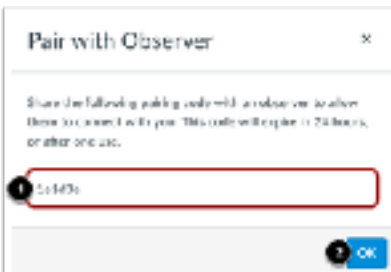 Pair with Observer ×
Share the following pairing code with an observer to allow
them to connect with you. This code will expire in 24 hours,
or after one use.
1
2 OK